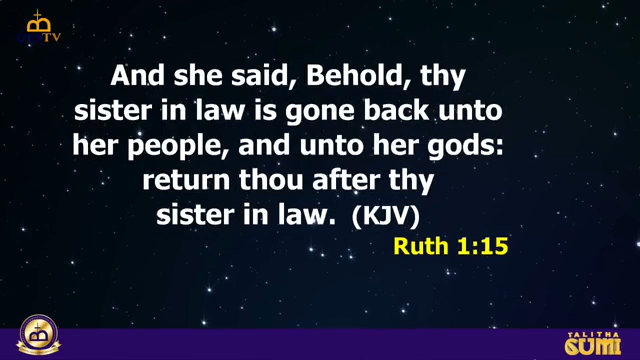 TV
And she said, Behold, thy
sister in law is gone back unto
her people, and unto her gods:
return thou after thy
sister in law. (KJV)
Ruth 1:15
TALITHA
CUMI